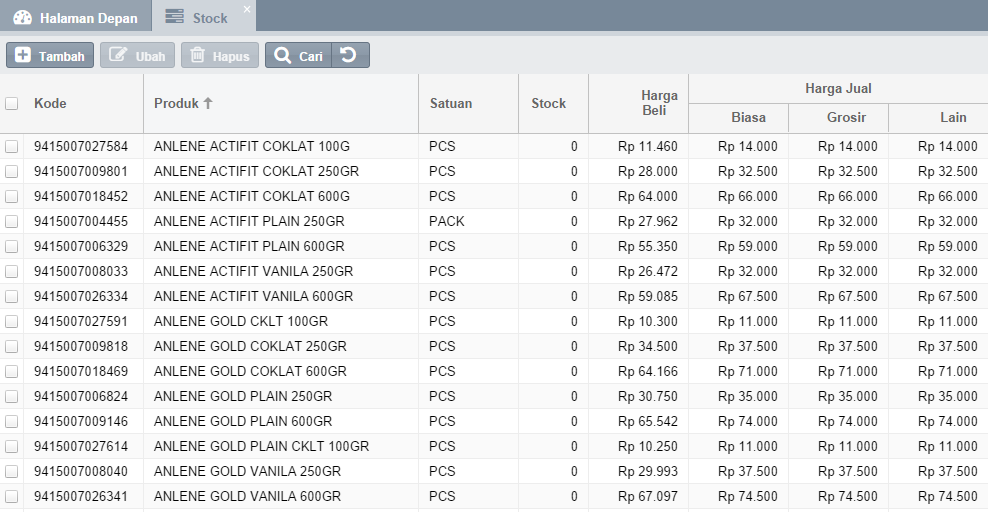 Halaman Depan Stock ×
Tambah Ubah Hapus Cari
Kode Produk Satuan Stock Harga Beli Harga Jual
Biasa Grosir Lain
9415007027584 ANLENE ACTIFIT COKLAT 100G PCS 0 Rp 11.460 Rp 14.000 Rp 14.000 Rp 14.000
9415007009801 ANLENE ACTIFIT COKLAT 250GR PCS 0 Rp 28.000 Rp 32.500 Rp 32.500 Rp 32.500
9415007018452 ANLENE ACTIFIT COKLAT 600G PCS 0 Rp 64.000 Rp 66.000 Rp 66.000 Rp 66.000
9415007004455 ANLENE ACTIFIT PLAIN 250GR PACK 0 Rp 27.962 Rp 32.000 Rp 32.000 Rp 32.000
9415007006329 ANLENE ACTIFIT PLAIN 600GR PCS 0 Rp 55.350 Rp 59.000 Rp 59.000 Rp 59.000
9415007008033 ANLENE ACTIFIT VANILA 250GR PCS 0 Rp 26.472 Rp 32.000 Rp 32.000 Rp 32.000
9415007026334 ANLENE ACTIFIT VANILA 600GR PCS 0 Rp 59.085 Rp 67.500 Rp 67.500 Rp 67.500
9415007027591 ANLENE GOLD CKLT 100GR PCS 0 Rp 10.300 Rp 11.000 Rp 11.000 Rp 11.000
9415007009818 ANLENE GOLD COKLAT 250GR PCS 0 Rp 34.500 Rp 37.500 Rp 37.500 Rp 37.500
9415007018469 ANLENE GOLD COKLAT 600GR PCS 0 Rp 64.166 Rp 71.000 Rp 71.000 Rp 71.000
9415007006824 ANLENE GOLD PLAIN 250GR PCS 0 Rp 30.750 Rp 35.000 Rp 35.000 Rp 35.000
9415007009146 ANLENE GOLD PLAIN 600GR PCS 0 Rp 65.542 Rp 74.000 Rp 74.000 Rp 74.000
9415007027614 ANLENE GOLD PLAIN CKLT 100GR PCS 0 Rp 10.250 Rp 11.000 Rp 11.000 Rp 11.000
9415007008040 ANLENE GOLD VANILA 250GR PCS 0 Rp 29.993 Rp 37.500 Rp 37.500 Rp 37.500
9415007026341 ANLENE GOLD VANILA 600GR PCS 0 Rp 67.097 Rp 74.500 Rp 74.500 Rp 74.500